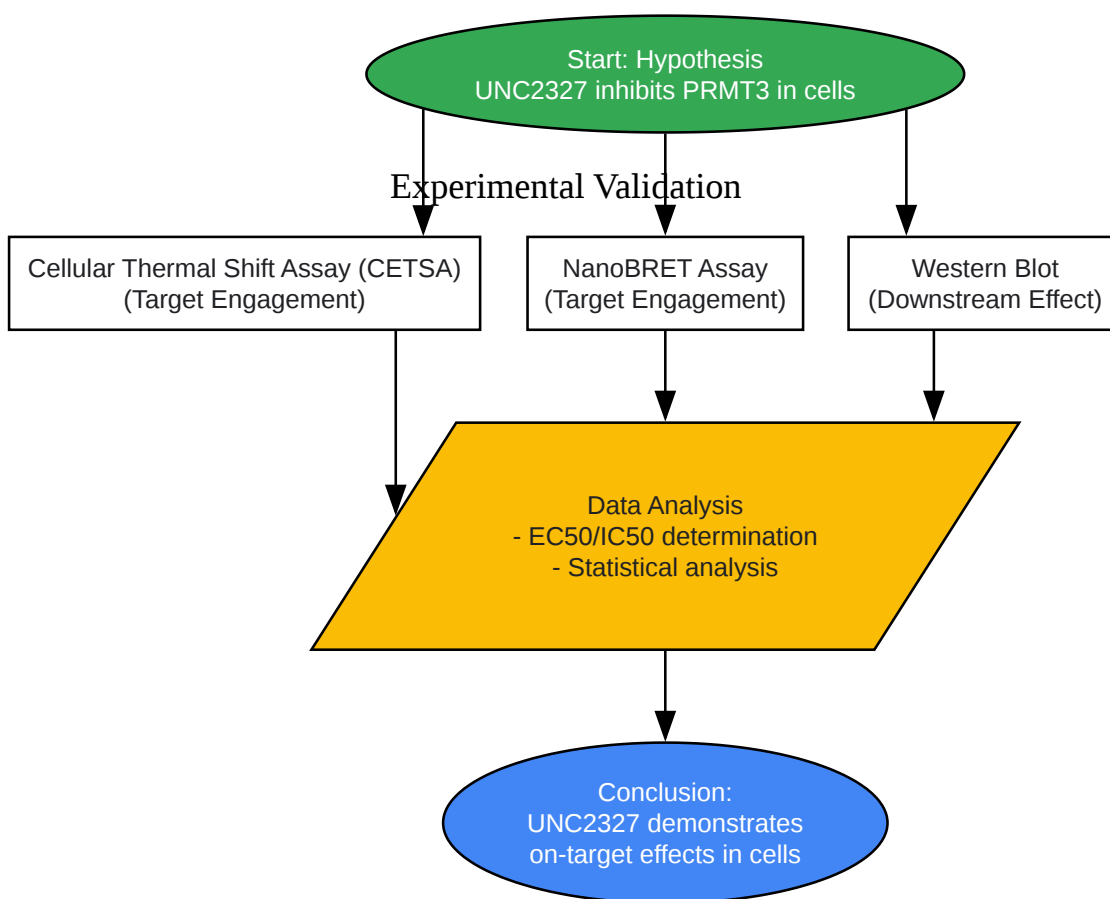 Start: Hypothesis
UNC2327 inhibits PRMT3 in cells
Experimental Validation
Cellular Thermal Shift Assay (CETSA)
(Target Engagement)
NanoBRET Assay
(Target Engagement)
Western Blot
(Downstream Effect)
Data Analysis
- EC50/IC50 determination
- Statistical analysis
Conclusion:
UNC2327 demonstrates
on-target effects in cells